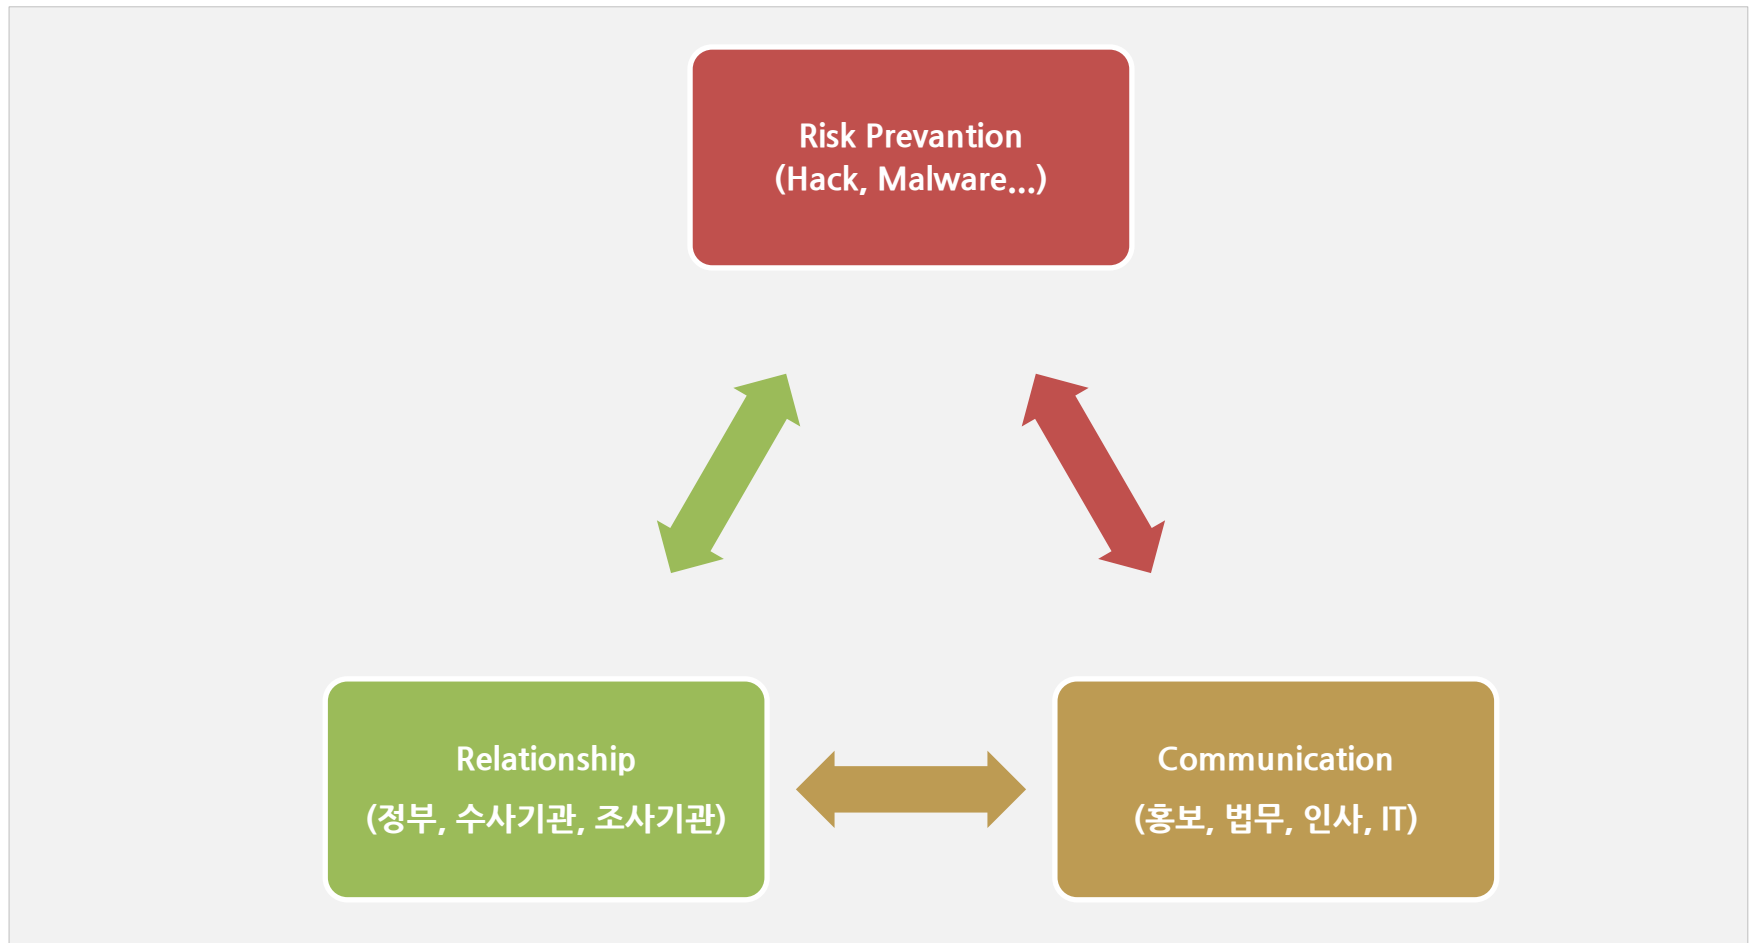 Risk Prevantion
(Hack, Malware...)
Relationship
(정부, 수사기관, 조사기관)
Communication
(홍보, 법무, 인사, IT)